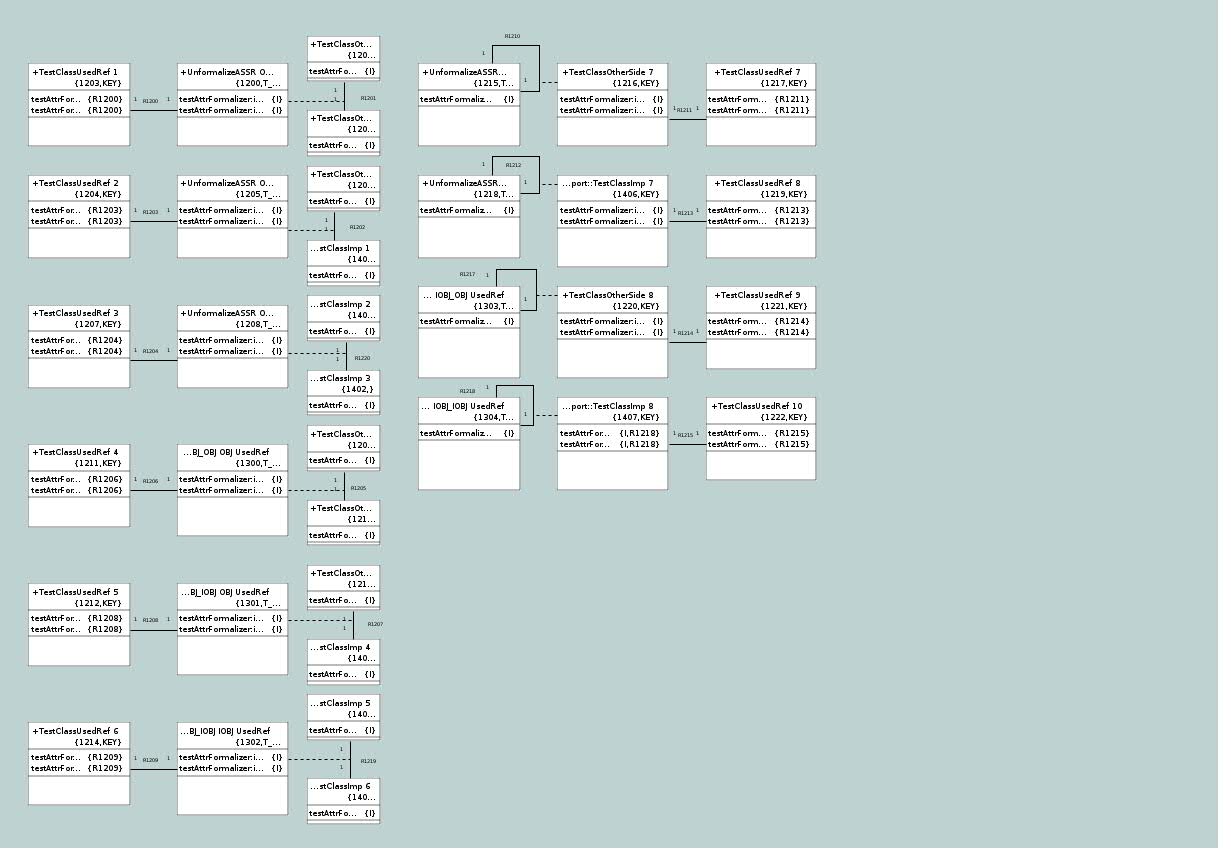 +TestClassUsedRef 1
{1203,KEY}
testAttrFor... {R1200}
testAttrFor... {R1200}
1 R1200 1
+UnformalizeASSR O...
{1200,T_...
testAttrFormalizer:i... {I}
testAttrFormalizer:i... {I}
+TestClassOt...
{120...
testAttrFo... {I}
1
1
R1201
+TestClassOt...
{120...
testAttrFo... {I}
+TestClassUsedRef 2
{1204,KEY}
testAttrFor... {R1203}
testAttrFor... {R1203}
1 R1203 1
+UnformalizeASSR O...
{1205,T_...
testAttrFormalizer:i... {I}
testAttrFormalizer:i... {I}
+TestClassOt...
{120...
testAttrFo... {I}
1
1
R1202
...stClassImp 1
{140...
testAttrFo... {I}
+TestClassUsedRef 3
{1207,KEY}
testAttrFor... {R1204}
testAttrFor... {R1204}
1 R1204 1
+UnformalizeASSR O...
{1208,T_...
testAttrFormalizer:i... {I}
testAttrFormalizer:i... {I}
...stClassImp 2
{140...
testAttrFo... {I}
1
1
R1220
...stClassImp 3
{1402,}
testAttrFo... {I}
+TestClassUsedRef 4
{1211,KEY}
testAttrFor... {R1206}
testAttrFor... {R1206}
1 R1206 1
...BJ_OBJ OBJ UsedRef
{1300,T_...
testAttrFormalizer:i... {I}
testAttrFormalizer:i... {I}
+TestClassOt...
{120...
testAttrFo... {I}
1
1
R1205
+TestClassOt...
{121...
testAttrFo... {I}
+TestClassUsedRef 5
{1212,KEY}
testAttrFor... {R1208}
testAttrFor... {R1208}
1 R1208 1
...BJ_IOBJ OBJ UsedRef
{1301,T_...
testAttrFormalizer:i... {I}
testAttrFormalizer:i... {I}
+TestClassOt...
{121...
testAttrFo... {I}
1
1
R1207
...stClassImp 4
{140...
testAttrFo... {I}
+TestClassUsedRef 6
{1214,KEY}
testAttrFor... {R1209}
testAttrFor... {R1209}
1 R1209 1
...BJ_IOBJ IOBJ UsedRef
{1302,T_...
testAttrFormalizer:i... {I}
testAttrFormalizer:i... {I}
...stClassImp 5
{140...
testAttrFo... {I}
1
1
R1219
...stClassImp 6
{140...
testAttrFo... {I}
R1210
1
1
+UnformalizeASSR...
{1215,T...
testAttrFormaliz... {I}
+TestClassOtherSide 7
{1216,KEY}
testAttrFormalizer:i... {I}
testAttrFormalizer:i... {I}
1 R1211 1
+TestClassUsedRef 7
{1217,KEY}
testAttrForm... {R1211}
testAttrForm... {R1211}
R1212
1
1
+UnformalizeASSR...
{1218,T...
testAttrFormaliz... {I}
...port::TestClassImp 7
{1406,KEY}
testAttrFormalizer:i... {I}
testAttrFormalizer:i... {I}
1 R1213 1
+TestClassUsedRef 8
{1219,KEY}
testAttrForm... {R1213}
testAttrForm... {R1213}
R1217
1
1
... IOBJ_OBJ UsedRef
{1303,T...
testAttrFormaliz... {I}
+TestClassOtherSide 8
{1220,KEY}
testAttrFormalizer:i... {I}
testAttrFormalizer:i... {I}
1 R1214 1
+TestClassUsedRef 9
{1221,KEY}
testAttrForm... {R1214}
testAttrForm... {R1214}
R1218
1
1
... IOBJ_IOBJ UsedRef
{1304,T...
testAttrFormaliz... {I}
...port::TestClassImp 8
{1407,KEY}
testAttrFor... {I,R1218}
testAttrFor... {I,R1218}
1 R1215 1
+TestClassUsedRef 10
{1222,KEY}
testAttrForm... {R1215}
testAttrForm... {R1215}